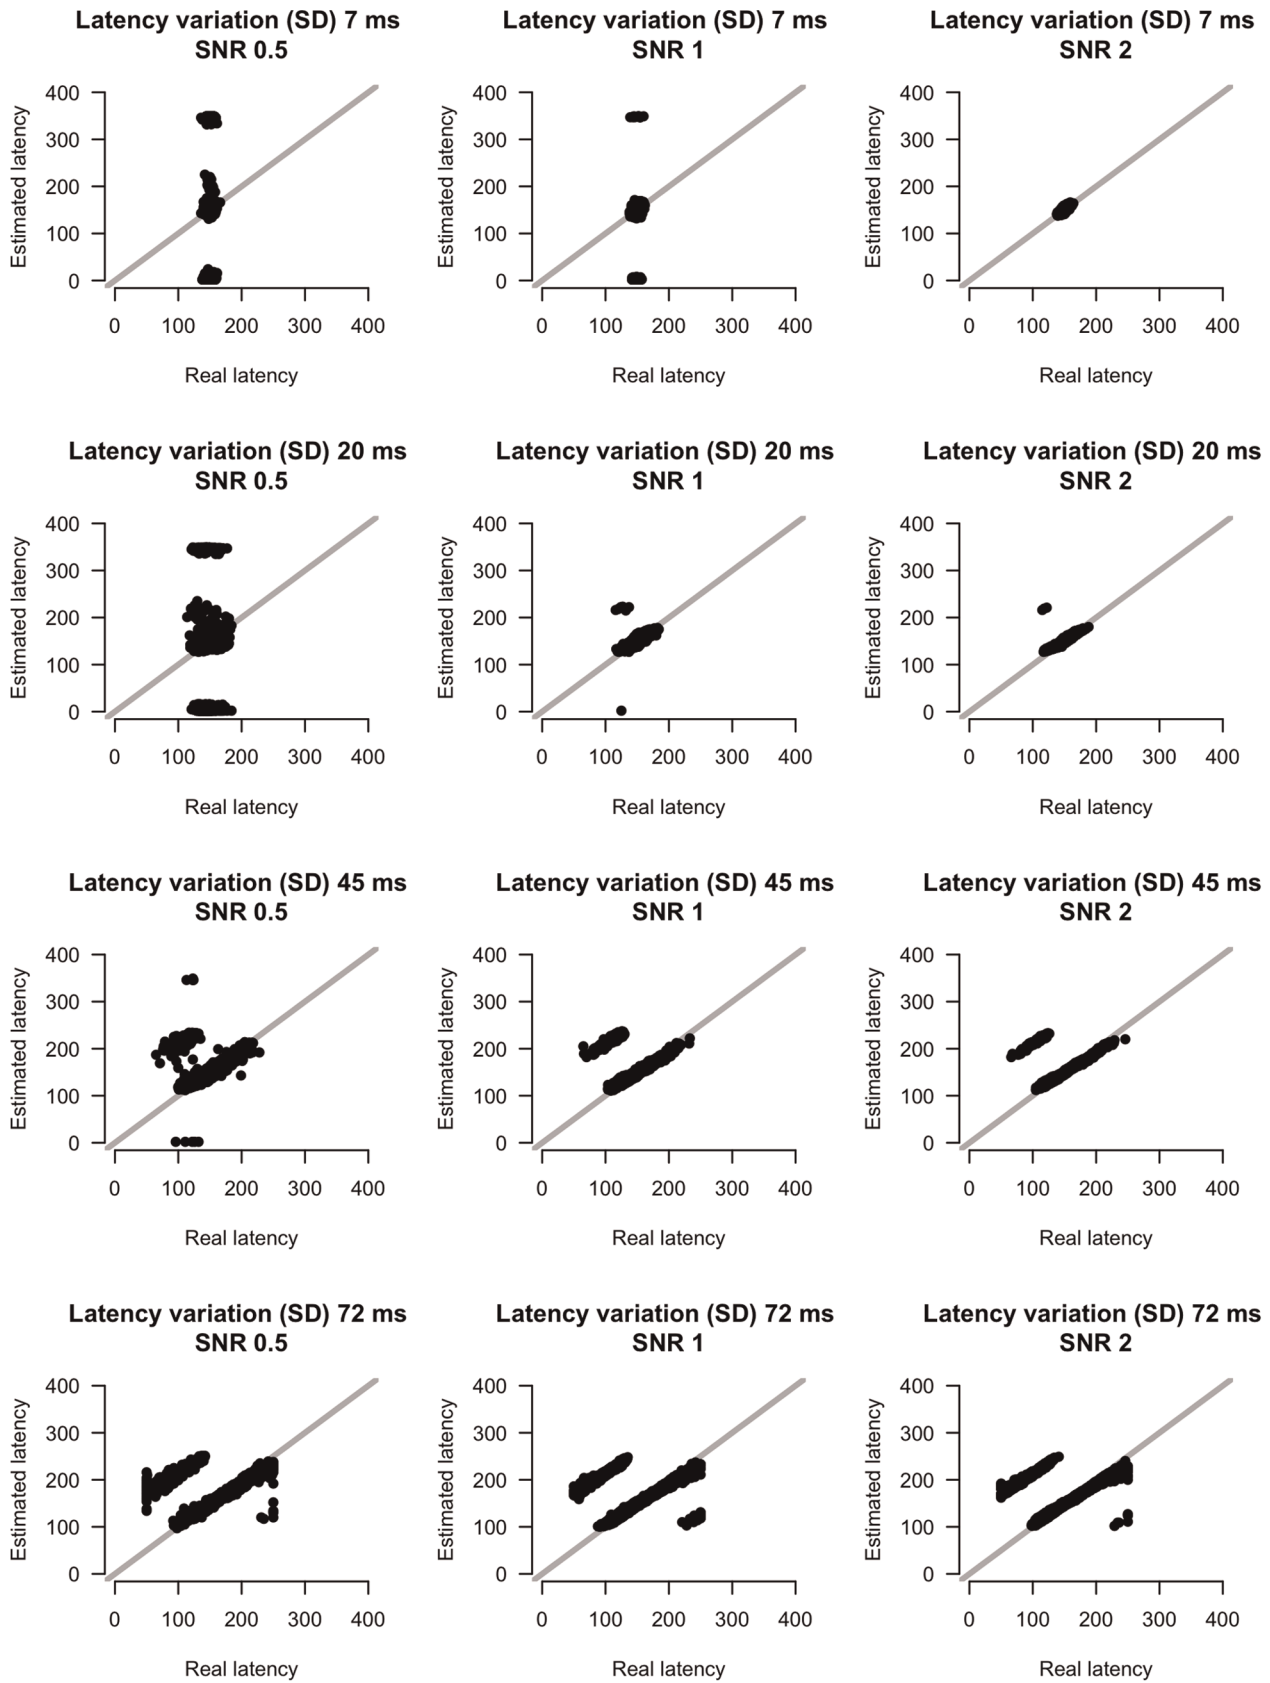 Latency variation (SD) 7 ms
SNR 0.5
Estimated latency
400
300
200
100
0
0 100 200 300 400
Real latency
Latency variation (SD) 7 ms
SNR 1
Estimated latency
400
300
200
100
0
0 100 200 300 400
Real latency
Latency variation (SD) 7 ms
SNR 2
Estimated latency
400
300
200
100
0
0 100 200 300 400
Real latency
Latency variation (SD) 20 ms
SNR 0.5
Estimated latency
400
300
200
100
0
0 100 200 300 400
Real latency
Latency variation (SD) 20 ms
SNR 1
Estimated latency
400
300
200
100
0
0 100 200 300 400
Real latency
Latency variation (SD) 20 ms
SNR 2
Estimated latency
400
300
200
100
0
0 100 200 300 400
Real latency
Latency variation (SD) 45 ms
SNR 0.5
Estimated latency
400
300
200
100
0
0 100 200 300 400
Real latency
Latency variation (SD) 45 ms
SNR 1
Estimated latency
400
300
200
100
0
0 100 200 300 400
Real latency
Latency variation (SD) 45 ms
SNR 2
Estimated latency
400
300
200
100
0
0 100 200 300 400
Real latency
Latency variation (SD) 72 ms
SNR 0.5
Estimated latency
400
300
200
100
0
0 100 200 300 400
Real latency
Latency variation (SD) 72 ms
SNR 1
Estimated latency
400
300
200
100
0
0 100 200 300 400
Real latency
Latency variation (SD) 72 ms
SNR 2
Estimated latency
400
300
200
100
0
0 100 200 300 400
Real latency